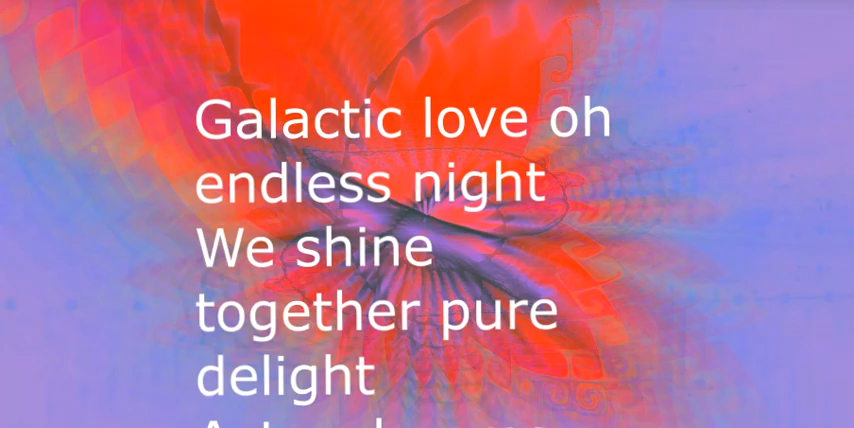 Galactic love oh
endless night
We shine
together pure
delight